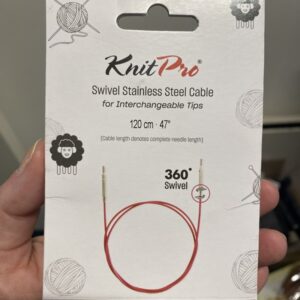 KnitPro®
Swivel Stainless Steel Cable
for Interchangeable Tips
120 cm - 47"
(Cable length denotes complete needle length)
360°
Swivel